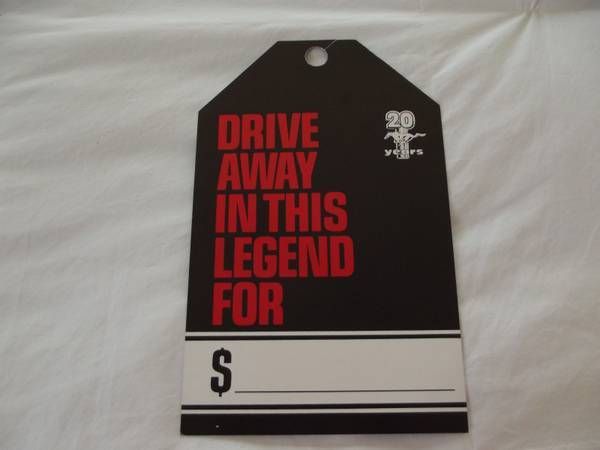 DRIVE
AWAY
IN THIS
LEGEND
FOR
20
years
$